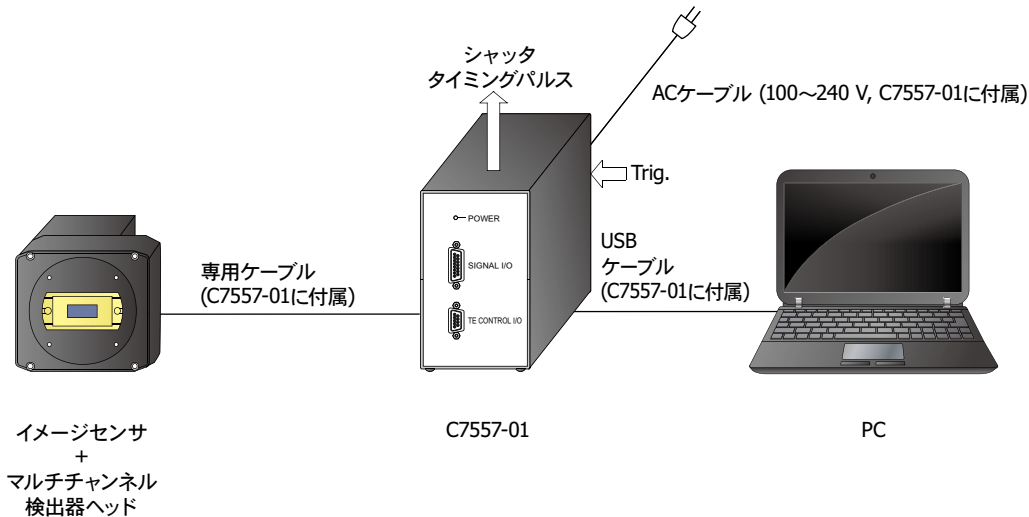 シャッタ
タイミングパルス
ACケーブル (100～240 V, C7557-01に付属)
Trig.
POWER
SIGNAL I/O
TE CONTROL I/O
専用ケーブル
(C7557-01に付属)
USB
ケーブル
(C7557-01に付属)
イメージセンサ
+
マルチチャンネル
検出器ヘッド
C7557-01
PC